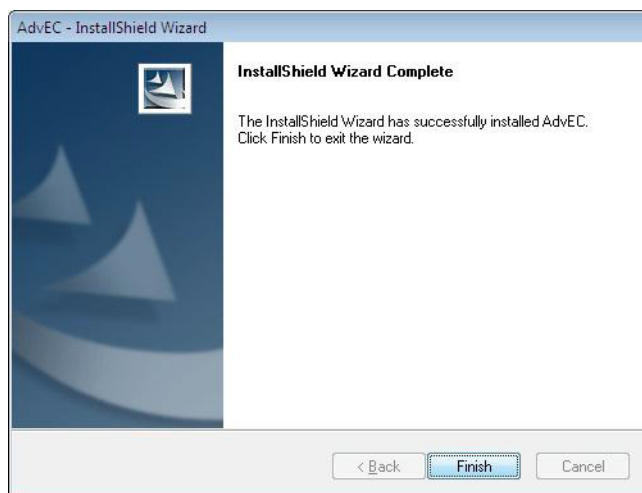 AdvEC - InstallShield Wizard
InstallShield Wizard Complete
The InstallShield Wizard has successfully installed AdvEC.
Click Finish to exit the wizard.
< Back
Finish
Cancel